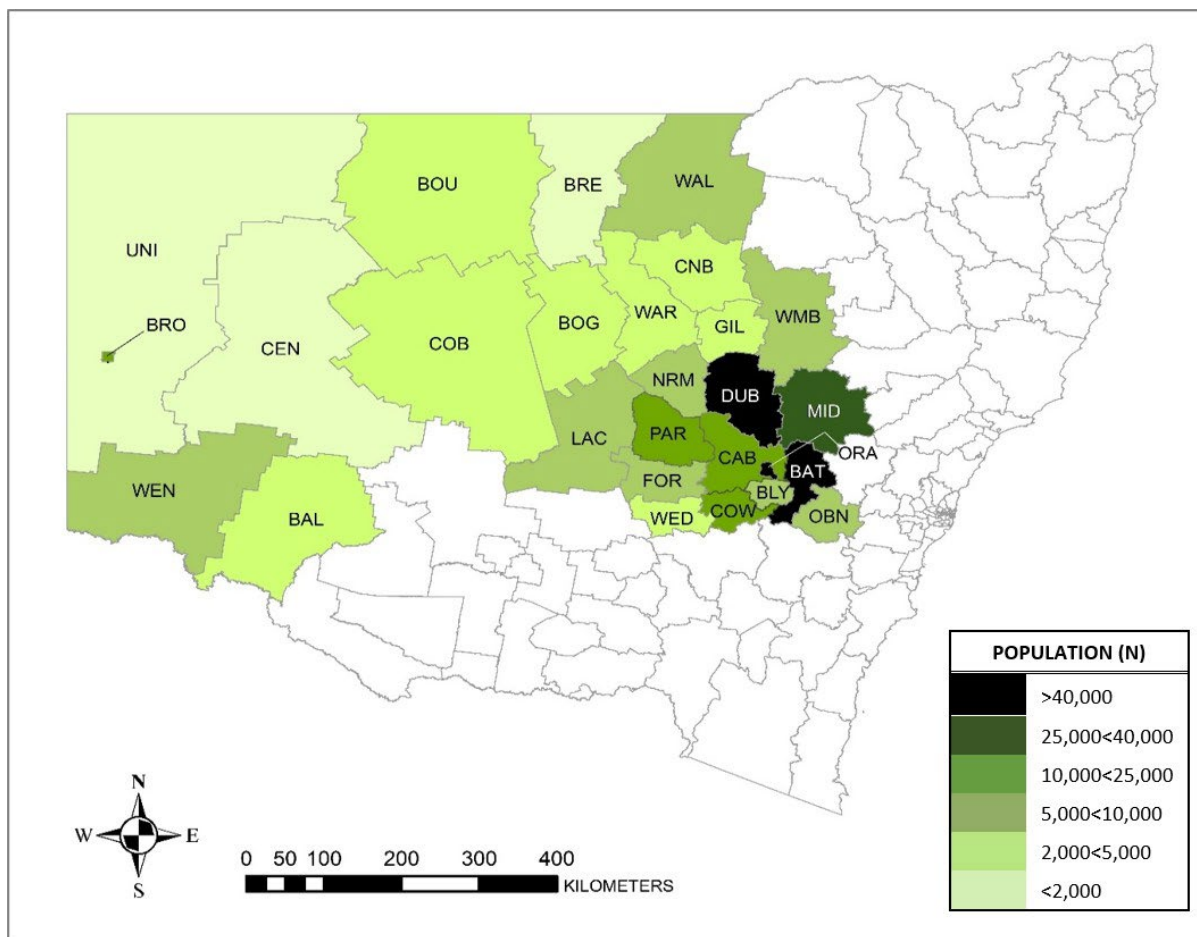 BOU
BRE
WAL
UNI
CNB
BRO
WAR
WMB
BOG
GIL
CEN
COB
NRM
DUB
MID
LAC
PAR
CAB
ORA
BAT
WEN
FOR
BLY
BAL
WED
COW
OBN
POPULATION (N)
>40,000
25,000<40,000
10,000<25,000
5,000<10,000
2,000<5,000
<2,000
N
W E
S
0 50 100 200 300 400
KILOMETERS